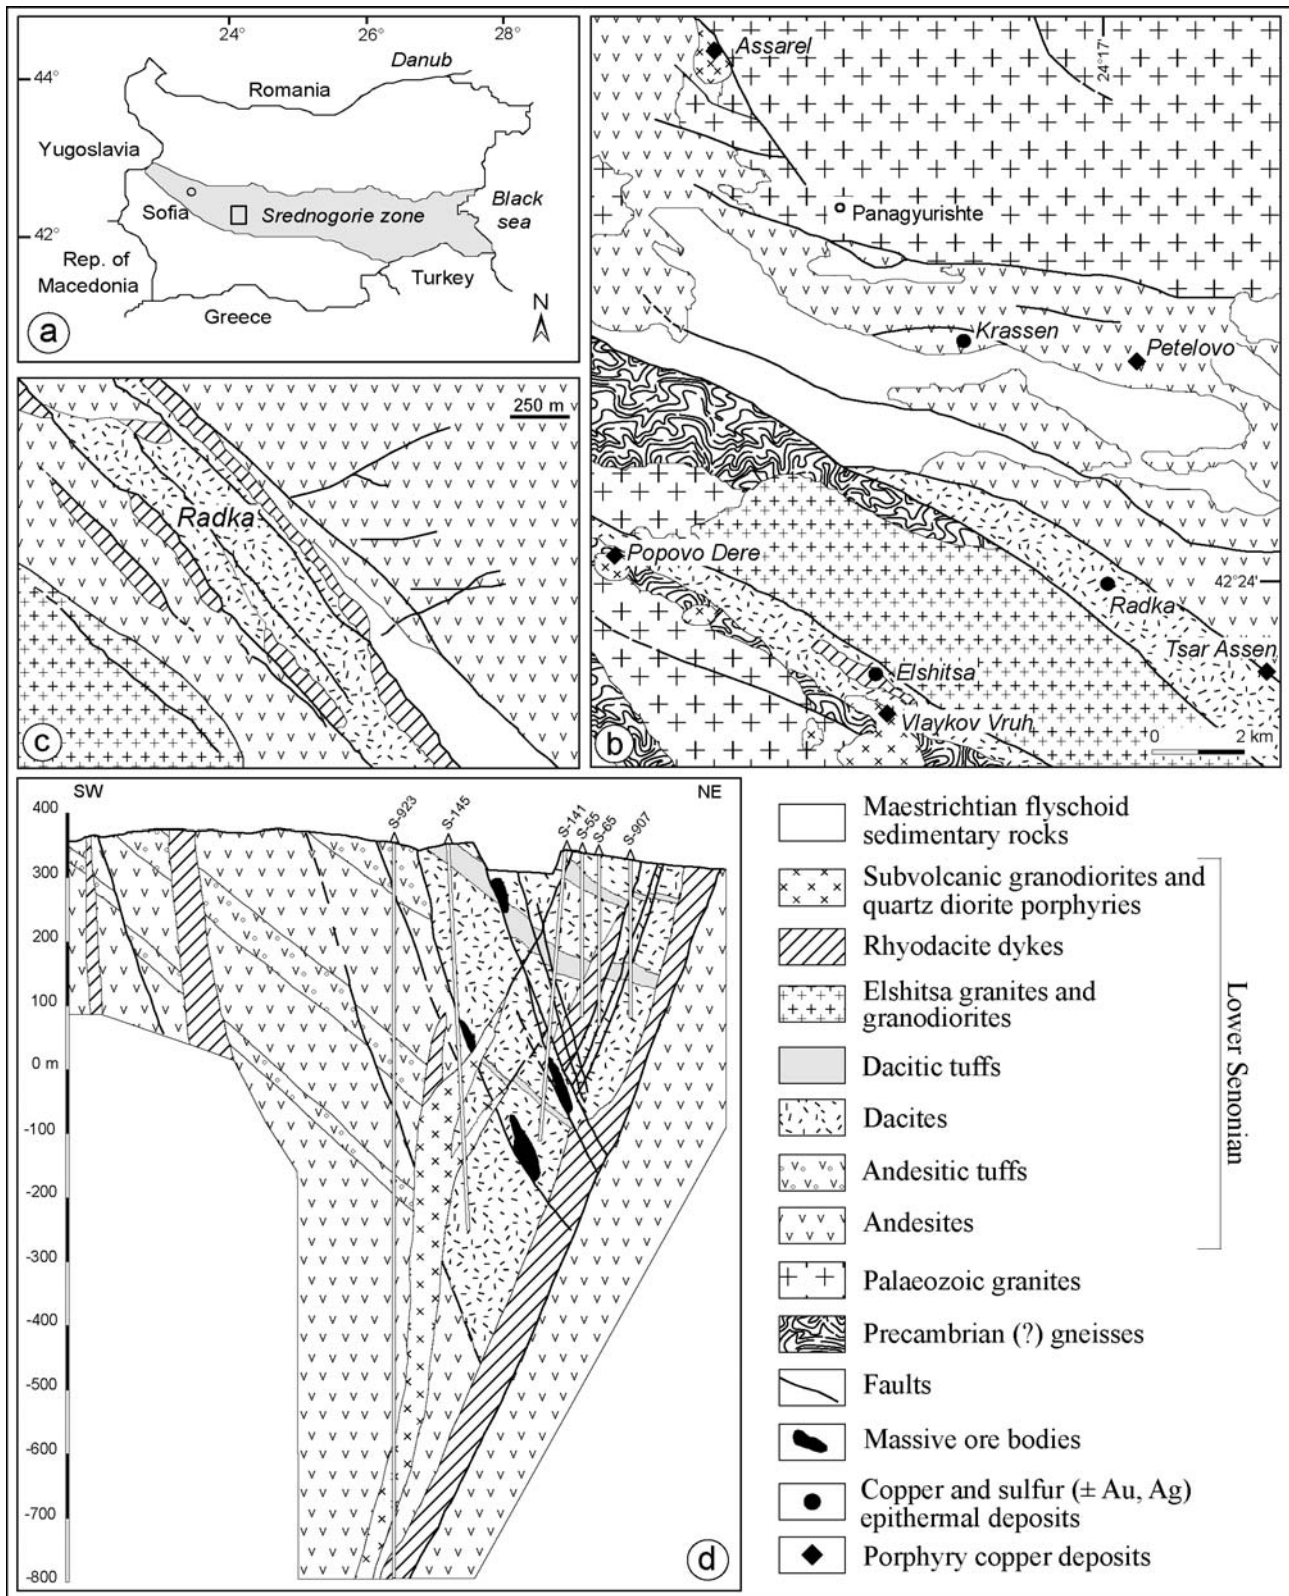 24°
26°
28°
44°
Danub
Romania
Yugoslavia
Sofia
Srednogorie zone
Black
sea
42°
Rep. of
Macedonia
Turkey
Greece
N
a
Assarel
24°17'
Panagyurishte
Krassen
Petelovo
Popovo Dere
42°24'
Radka
Tsar Assen
Elshitsa
Vlaykov Vruh
0 2 km
b
250 m
Radka
c
SW
NE
S-923
S-145
S-141
S-55
S-65
S-907
400
300
200
100
0 m
-100
-200
-300
-400
-500
-600
-700
-800
d
Maestrichtian flyschoid
sedimentary rocks
Subvolcanic granodiorites and
quartz diorite porphyries
Rhyodacite dykes
Elshitsa granites and
granodiorites
Dacitic tuffs
Dacites
Andesitic tuffs
Andesites
Lower Senonian
Palaeozoic granites
Precambrian (?) gneisses
Faults
Massive ore bodies
Copper and sulfur (± Au, Ag)
epithermal deposits
Porphyry copper deposits